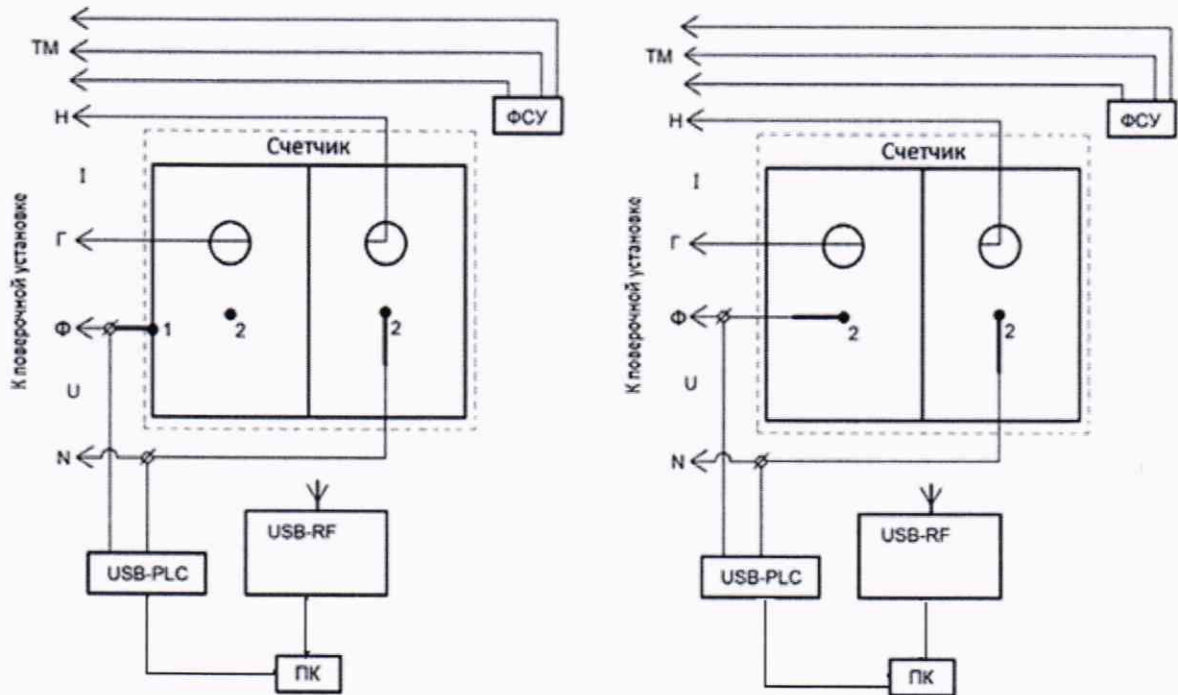 ТМ
ФСУ
Н
Счетчик
I
Г
К поверочной установке
Ф
1
2
2
U
N
USB-RF
USB-PLC
ПК
ТМ
ФСУ
Н
Счетчик
I
Г
К поверочной установке
Ф
2
2
U
N
USB-RF
USB-PLC
ПК